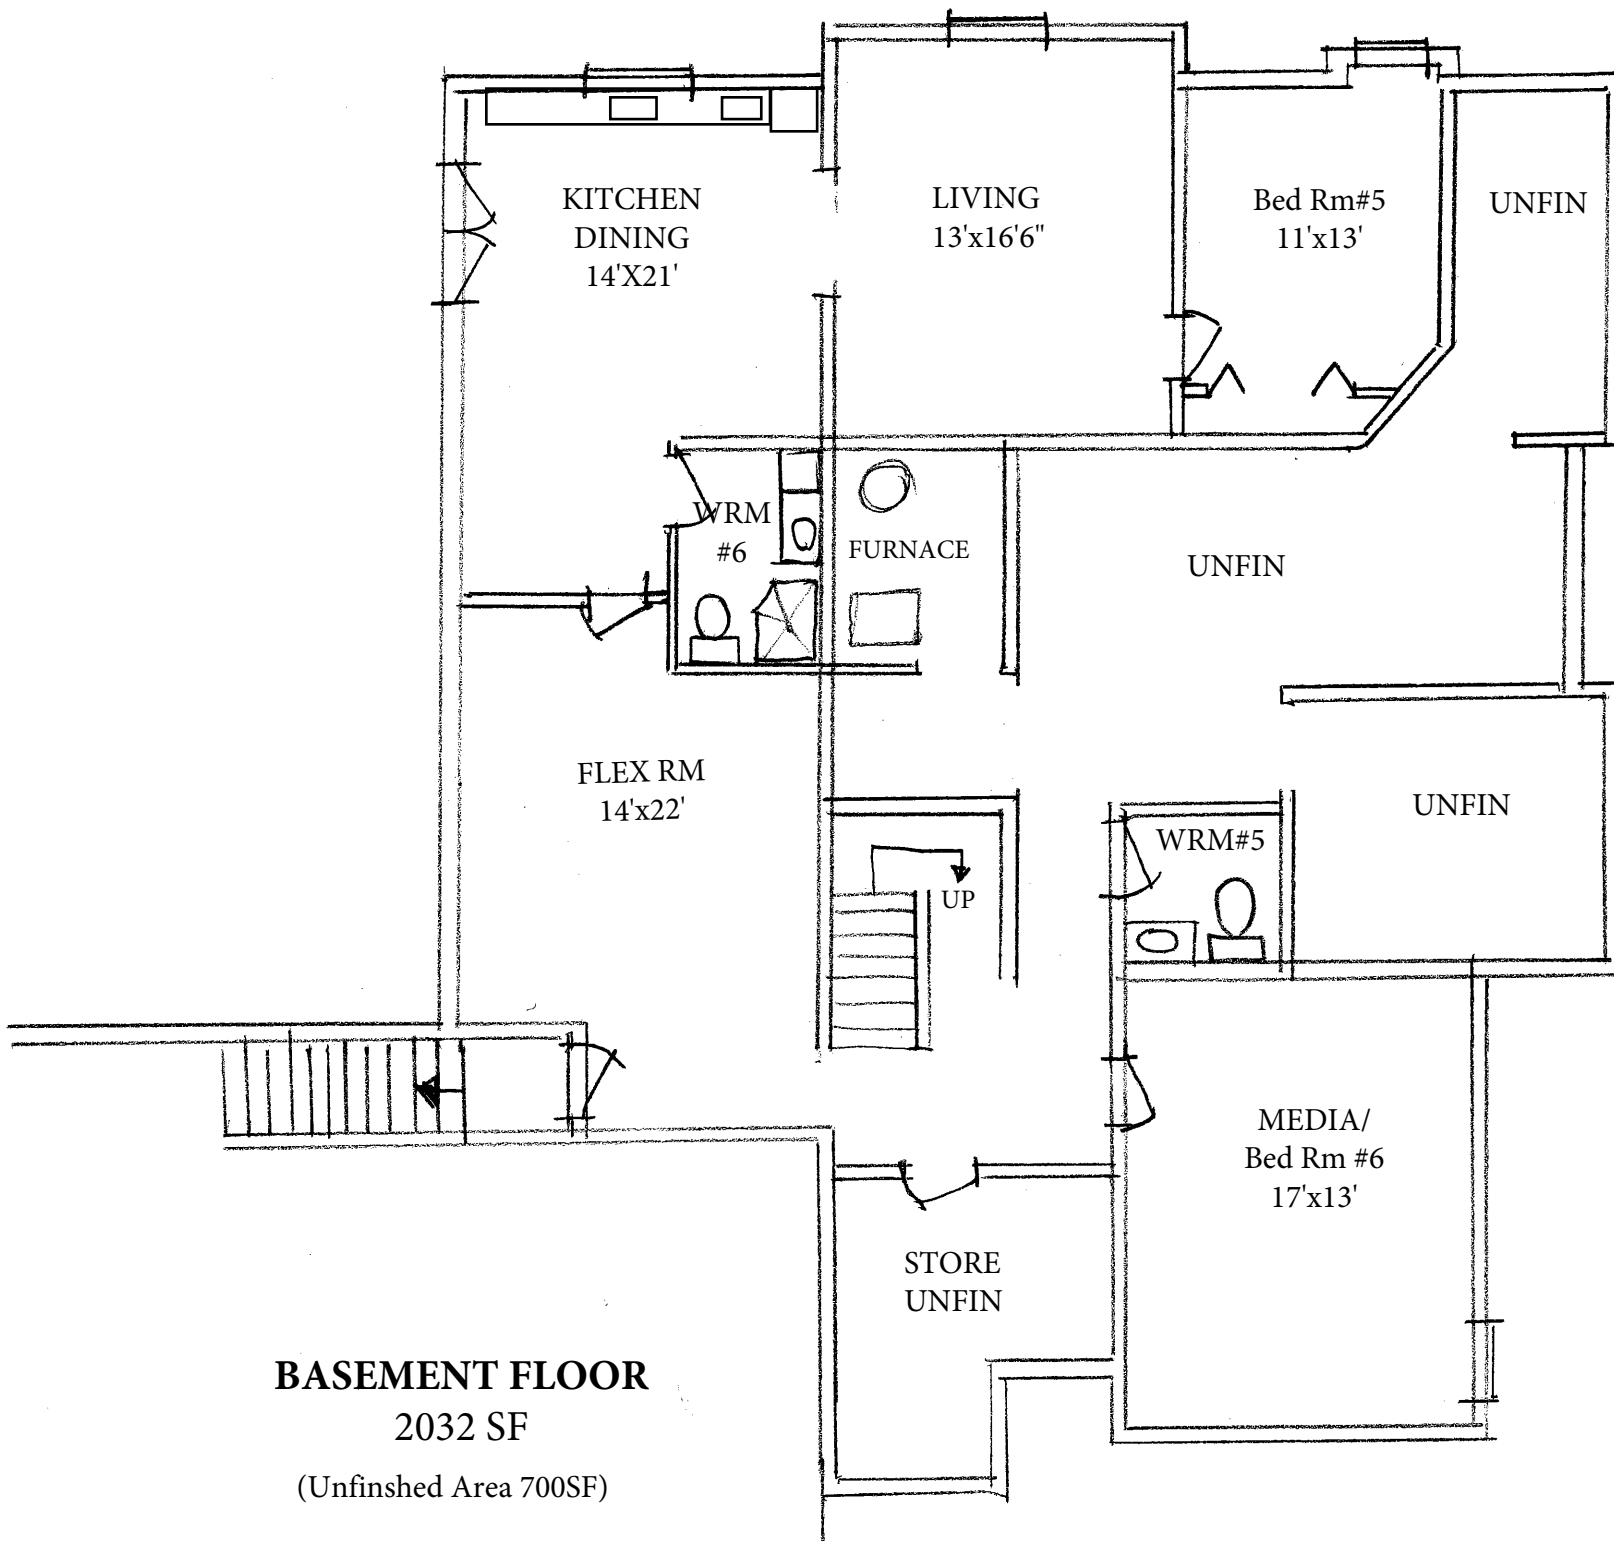 KITCHEN
DINING
14'X21'
LIVING
13'x16'6"
Bed Rm#5
11'x13'
UNFIN
WRM
#6
FURNACE
UNFIN
FLEX RM
14'x22'
UP
WRM#5
UNFIN
MEDIA/
Bed Rm #6
17'x13'
STORE
UNFIN
BASEMENT FLOOR
2032 SF
(Unfinshed Area 700SF)